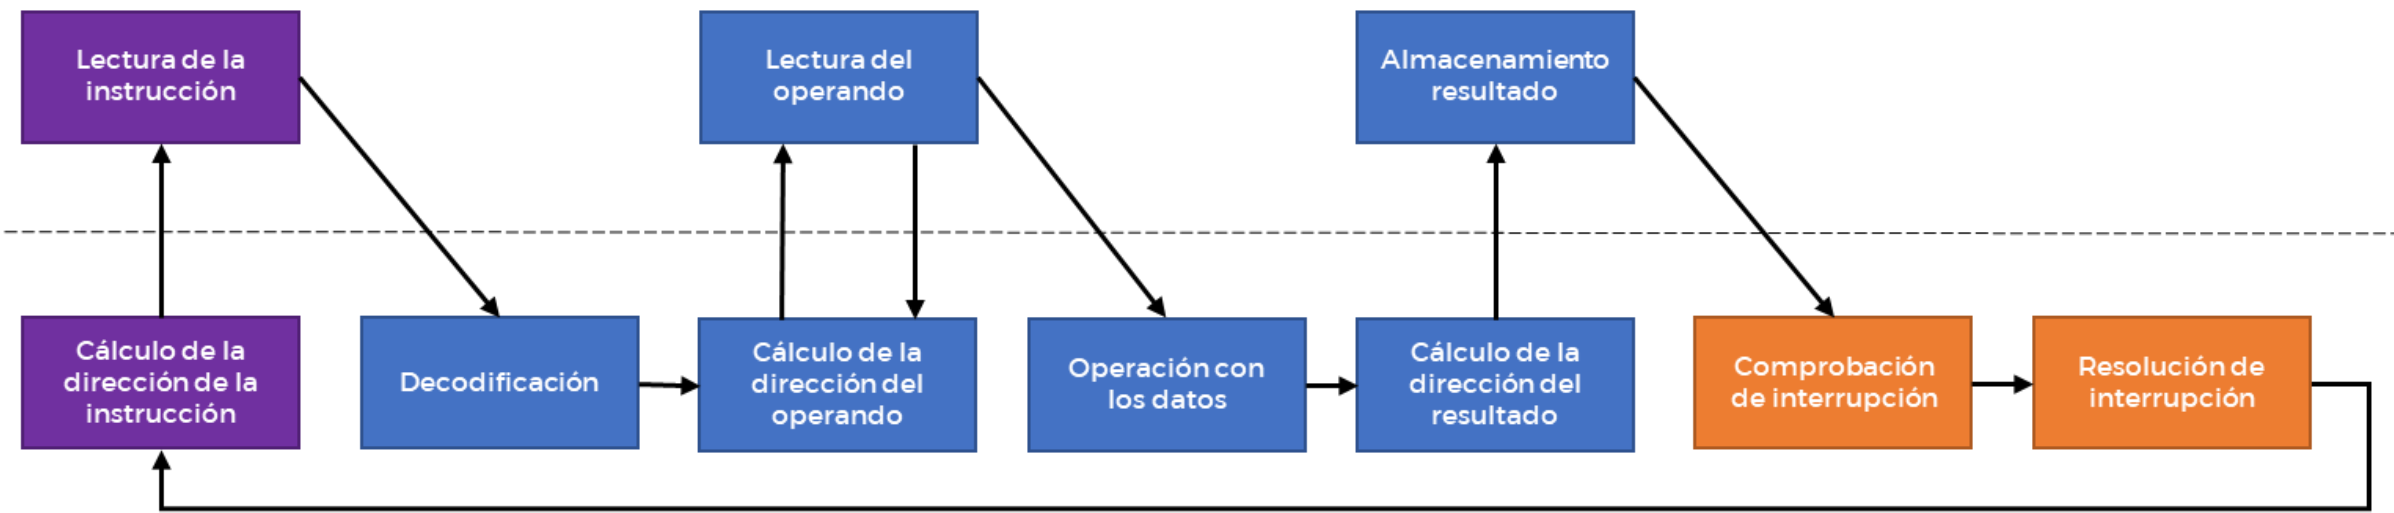 Lectura de la
instrucción
Lectura del
operando
Almacenamiento
resultado
Cálculo de la
dirección de la
instrucción
Decodificación
Cálculo de la
dirección del
operando
Operación con
los datos
Cálculo de la
dirección del
resultado
Comprobación
de interrupción
Resolución de
interrupción